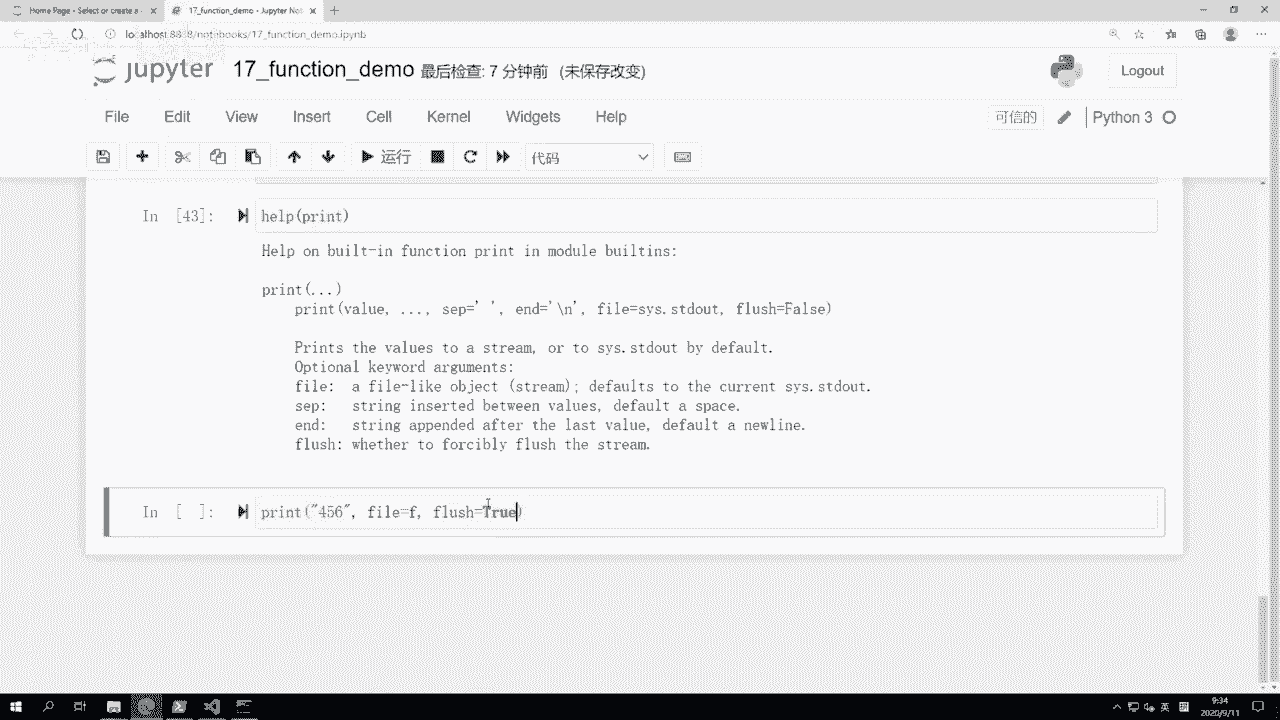 Home Page - Select or create a
17_function_demo - Jupyter Not
localhost:8888/notebooks/17_function_demo.ipynb
jupyter 17_function_demo 最后检查: 7 分钟前 (未保存改变)
Logout
File Edit View Insert Cell Kernel Widgets Help
可信的 Python 3
运行 代码
In [43]: help(print)
Help on built-in function print in module builtins:
print(...)
print(value, ..., sep=' ', end='\n', file=sys.stdout, flush=False)
Prints the values to a stream, or to sys.stdout by default.
Optional keyword arguments:
file: a file-like object (stream); defaults to the current sys.stdout.
sep: string inserted between values, default a space.
end: string appended after the last value, default a newline.
flush: whether to forcibly flush the stream.
In [ ]: print("456", file=f, flush=True)
英
9:34
2020/9/11